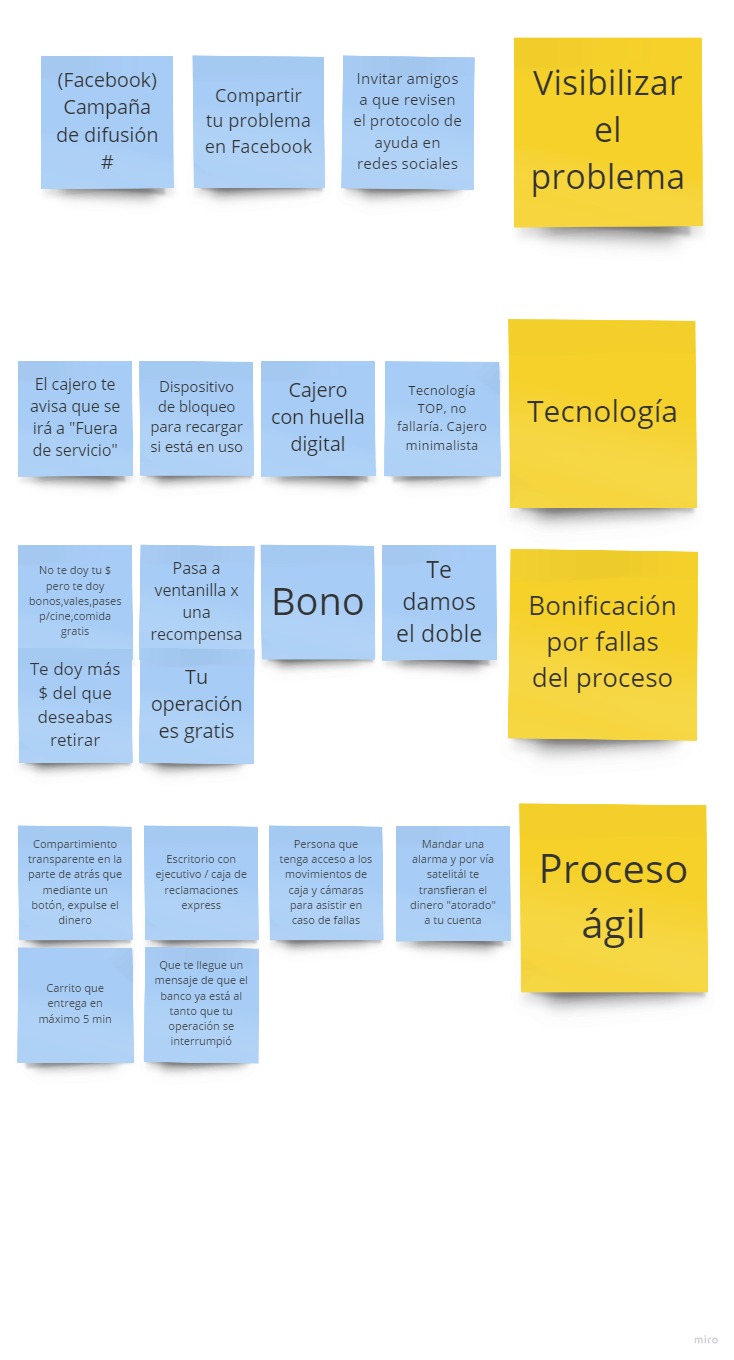 (Facebook)
Campaña
de difusión
#
Compartir
tu problema
en Facebook
Invitar amigos
a que revisen
el protocolo de
ayuda en
redes sociales
Visibilizar
el
problema
El cajero te
avisa que se
irá a "Fuera
de servicio"
Dispositivo
de bloqueo
para recargar
si está en uso
Cajero
con huella
digital
Tecnología
TOP, no
fallaría. Cajero
minimalista
Tecnología
No te doy tu $
pero te doy
bonos,vales,pases
p/cine,comida
gratis
Pasa a
ventanilla x
una
recompensa
Bono
Te
damos
el doble
Bonificación
por fallas
del proceso
Te doy más
$ del que
deseabas
retirar
Tu
operación
es gratis
Compartimiento
transparente en la
parte de atrás que
mediante un
botón, expulse el
dinero
Escritorio con
ejecutivo / caja de
reclamaciones
express
Persona que
tenga acceso a los
movimientos de
caja y cámaras
para asistir en
caso de fallas
Mandar una
alarma y por vía
satelitál te
transfieran el
dinero "atorado"
a tu cuenta
Proceso
ágil
Carrito que
entrega en
máximo 5 min
Que te llegue un
mensaje de que el
banco ya está al
tanto que tu
operación se
interrumpió
miro